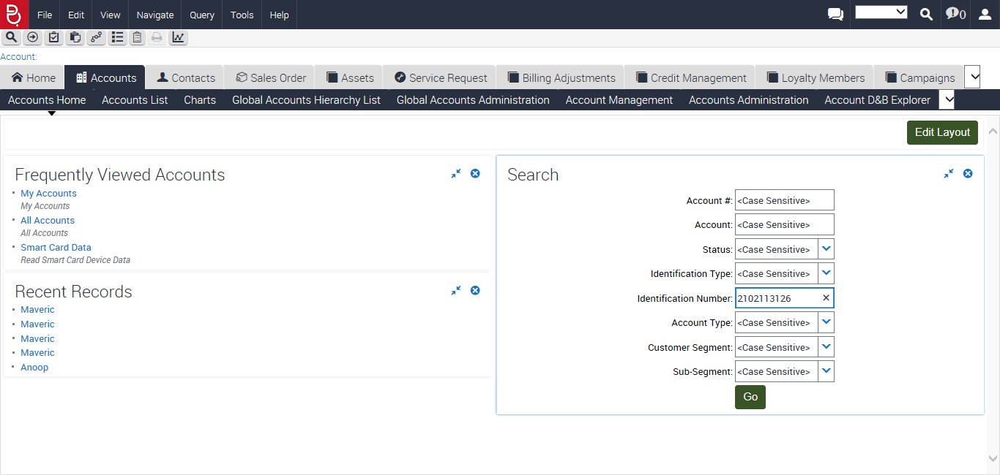 File Edit View Navigate Query Tools Help 0
Account:
Home Accounts Contacts Sales Order Assets Service Request Billing Adjustments Credit Management Loyalty Members Campaigns
Accounts Home Accounts List Charts Global Accounts Hierarchy List Global Accounts Administration Account Management Accounts Administration Account D&B Explorer
Edit Layout
Frequently Viewed Accounts
My Accounts
My Accounts
All Accounts
All Accounts
Smart Card Data
Read Smart Card Device Data
Recent Records
Maveric
Maveric
Maveric
Maveric
Anoop
Search
Account #: <Case Sensitive>
Account: <Case Sensitive>
Status: <Case Sensitive>
Identification Type: <Case Sensitive>
Identification Number: 2102113126
Account Type: <Case Sensitive>
Customer Segment: <Case Sensitive>
Sub-Segment: <Case Sensitive>
Go